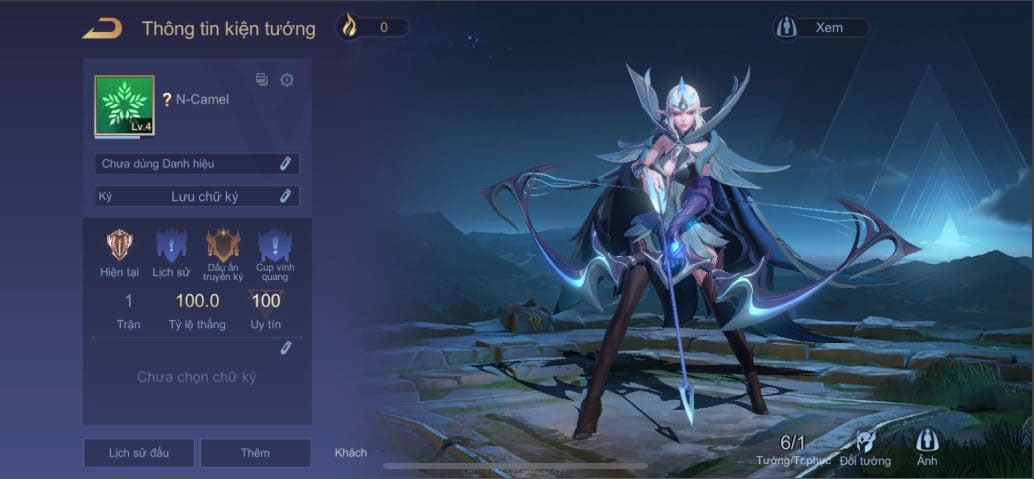 Thông tin kiện tướng
0
Xem
Lv.4
? N-Camel
Chưa dùng Danh hiệu
Ký
Lưu chữ ký
Hiện tại
Lịch sử
Dấu ấn
truyền kỳ
Cup vinh
quang
1
100.0
100
Trận
Tỷ lệ thắng
Uy tín
Chưa chọn chữ ký
Lịch sử đấu
Thêm
Khách
6/1
Tướng/Tr.phục
Đổi tướng
Ảnh